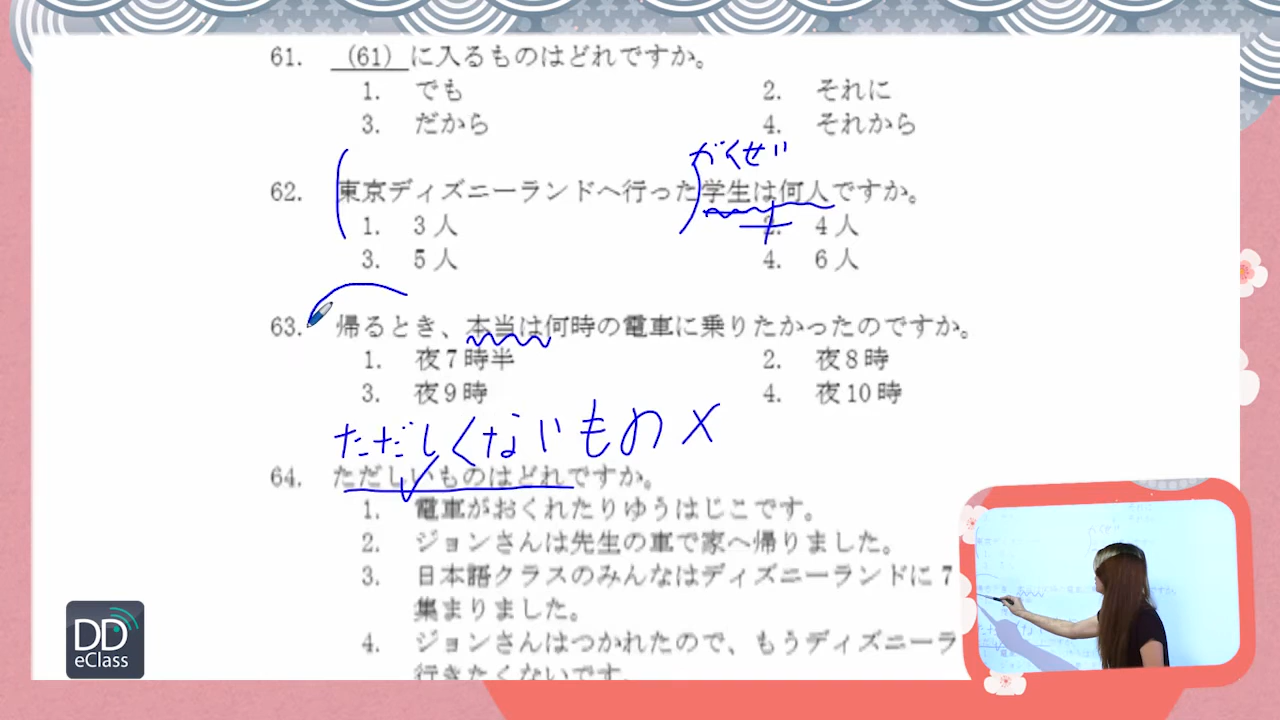 61. (61) に入るものはどれですか。
1. でも 2. それに
3. だから 4. それから
がくせい
62. 東京ディズニーランドへ行った学生は何人ですか。
1. 3人 2. 4人
3. 5人 4. 6人
63. 帰るとき、本当は何時の電車に乗りたかったのですか。
1. 夜7時半 2. 夜8時
3. 夜9時 4. 夜10時
ただしくないもの X
64. ただしいものはどれですか。
1. 電車がおくれたりゆうはじこです。
2. ジョンさんは先生の車で家へ帰りました。
3. 日本語クラスのみんなはディズニーランドに7
集まりました。
4. ジョンさんはつかれたので、もうディズニーラ
行きたくないです。
DD
eClass